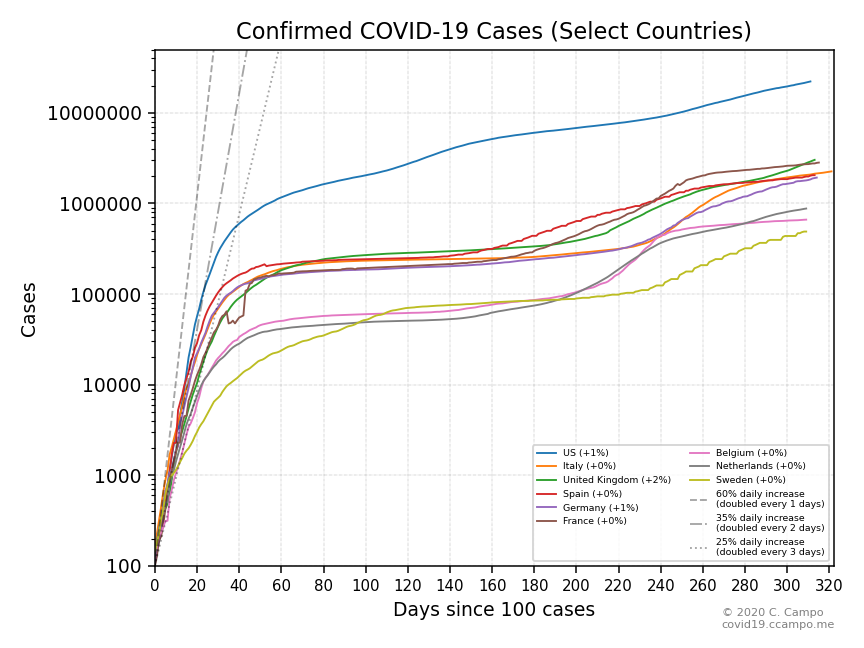 Confirmed COVID-19 Cases (Select Countries)
Cases
10000000
1000000
100000
10000
1000
100
0 20 40 60 80 100 120 140 160 180 200 220 240 260 280 300 320
Days since 100 cases
US (+1%)
Italy (+0%)
United Kingdom (+2%)
Spain (+0%)
Germany (+1%)
France (+0%)
Belgium (+0%)
Netherlands (+0%)
Sweden (+0%)
60% daily increase
(doubled every 1 days)
35% daily increase
(doubled every 2 days)
25% daily increase
(doubled every 3 days)
© 2020 C. Campo
covid19.ccampo.me